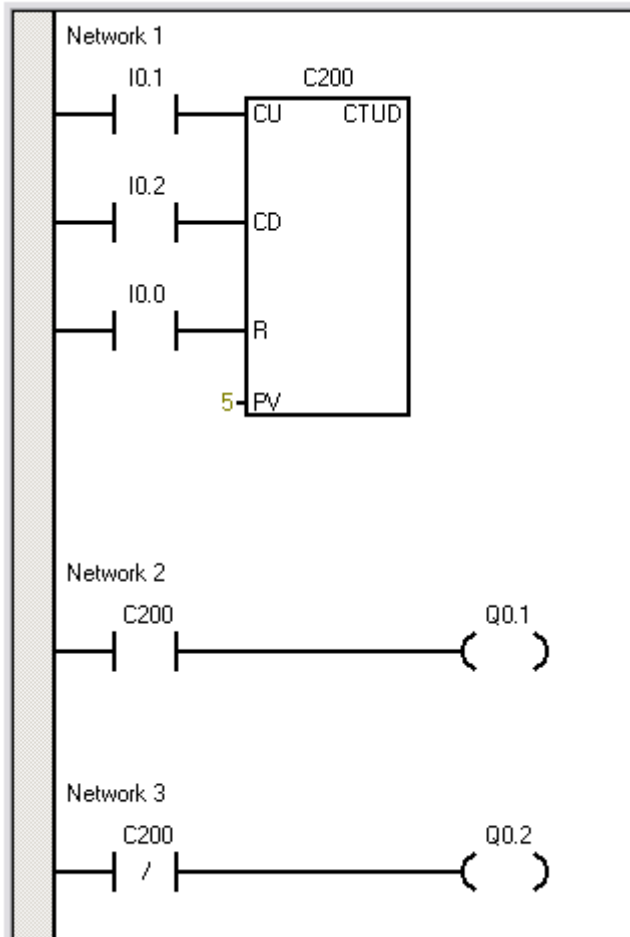 Network 1
I0.1
C200
CU CTUD
I0.2
CD
I0.0
R
5 PV
Network 2
C200 Q0.1
Network 3
C200 Q0.2
/